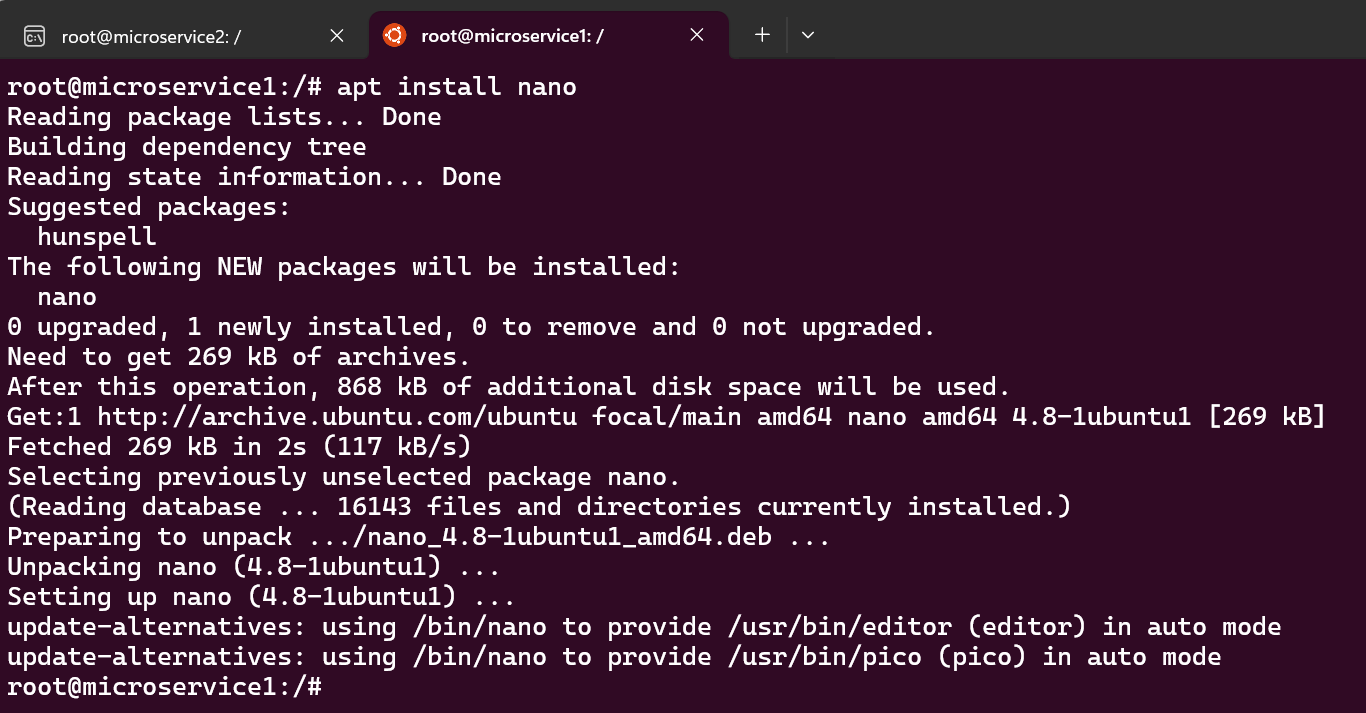 root@microservice2: /
root@microservice1: /
root@microservice1:/# apt install nano
Reading package lists... Done
Building dependency tree
Reading state information... Done
Suggested packages:
  hunspell
The following NEW packages will be installed:
  nano
0 upgraded, 1 newly installed, 0 to remove and 0 not upgraded.
Need to get 269 kB of archives.
After this operation, 868 kB of additional disk space will be used.
Get:1 http://archive.ubuntu.com/ubuntu focal/main amd64 nano amd64 4.8-1ubuntu1 [269 kB]
Fetched 269 kB in 2s (117 kB/s)
Selecting previously unselected package nano.
(Reading database ... 16143 files and directories currently installed.)
Preparing to unpack .../nano_4.8-1ubuntu1_amd64.deb ...
Unpacking nano (4.8-1ubuntu1) ...
Setting up nano (4.8-1ubuntu1) ...
update-alternatives: using /bin/nano to provide /usr/bin/editor (editor) in auto mode
update-alternatives: using /bin/nano to provide /usr/bin/pico (pico) in auto mode
root@microservice1:/#